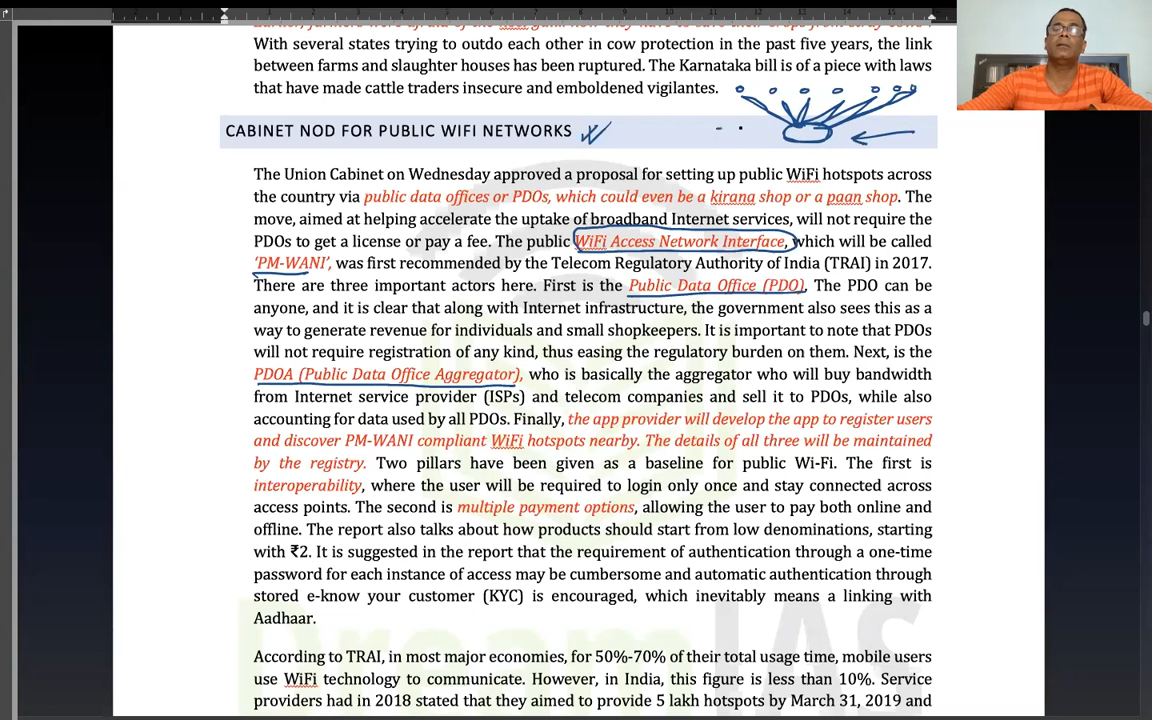 With several states trying to outdo each other in cow protection in the past five years, the link
between farms and slaughter houses has been ruptured. The Karnataka bill is of a piece with laws
that have made cattle traders insecure and emboldened vigilantes.
CABINET NOD FOR PUBLIC WIFI NETWORKS
The Union Cabinet on Wednesday approved a proposal for setting up public WiFi hotspots across
the country via public data offices or PDOs, which could even be a kirana shop or a paan shop. The
move, aimed at helping accelerate the uptake of broadband Internet services, will not require the
PDOs to get a license or pay a fee. The public WiFi Access Network Interface, which will be called
‘PM-WANI’, was first recommended by the Telecom Regulatory Authority of India (TRAI) in 2017.
There are three important actors here. First is the Public Data Office (PDO). The PDO can be
anyone, and it is clear that along with Internet infrastructure, the government also sees this as a
way to generate revenue for individuals and small shopkeepers. It is important to note that PDOs
will not require registration of any kind, thus easing the regulatory burden on them. Next, is the
PDOA (Public Data Office Aggregator), who is basically the aggregator who will buy bandwidth
from Internet service provider (ISPs) and telecom companies and sell it to PDOs, while also
accounting for data used by all PDOs. Finally, the app provider will develop the app to register users
and discover PM-WANI compliant WiFi hotspots nearby. The details of all three will be maintained
by the registry. Two pillars have been given as a baseline for public Wi-Fi. The first is
interoperability, where the user will be required to login only once and stay connected across
access points. The second is multiple payment options, allowing the user to pay both online and
offline. The report also talks about how products should start from low denominations, starting
with ₹2. It is suggested in the report that the requirement of authentication through a one-time
password for each instance of access may be cumbersome and automatic authentication through
stored e-know your customer (KYC) is encouraged, which inevitably means a linking with
Aadhaar.
According to TRAI, in most major economies, for 50%-70% of their total usage time, mobile users
use WiFi technology to communicate. However, in India, this figure is less than 10%. Service
providers had in 2018 stated that they aimed to provide 5 lakh hotspots by March 31, 2019 and
Dream IAS